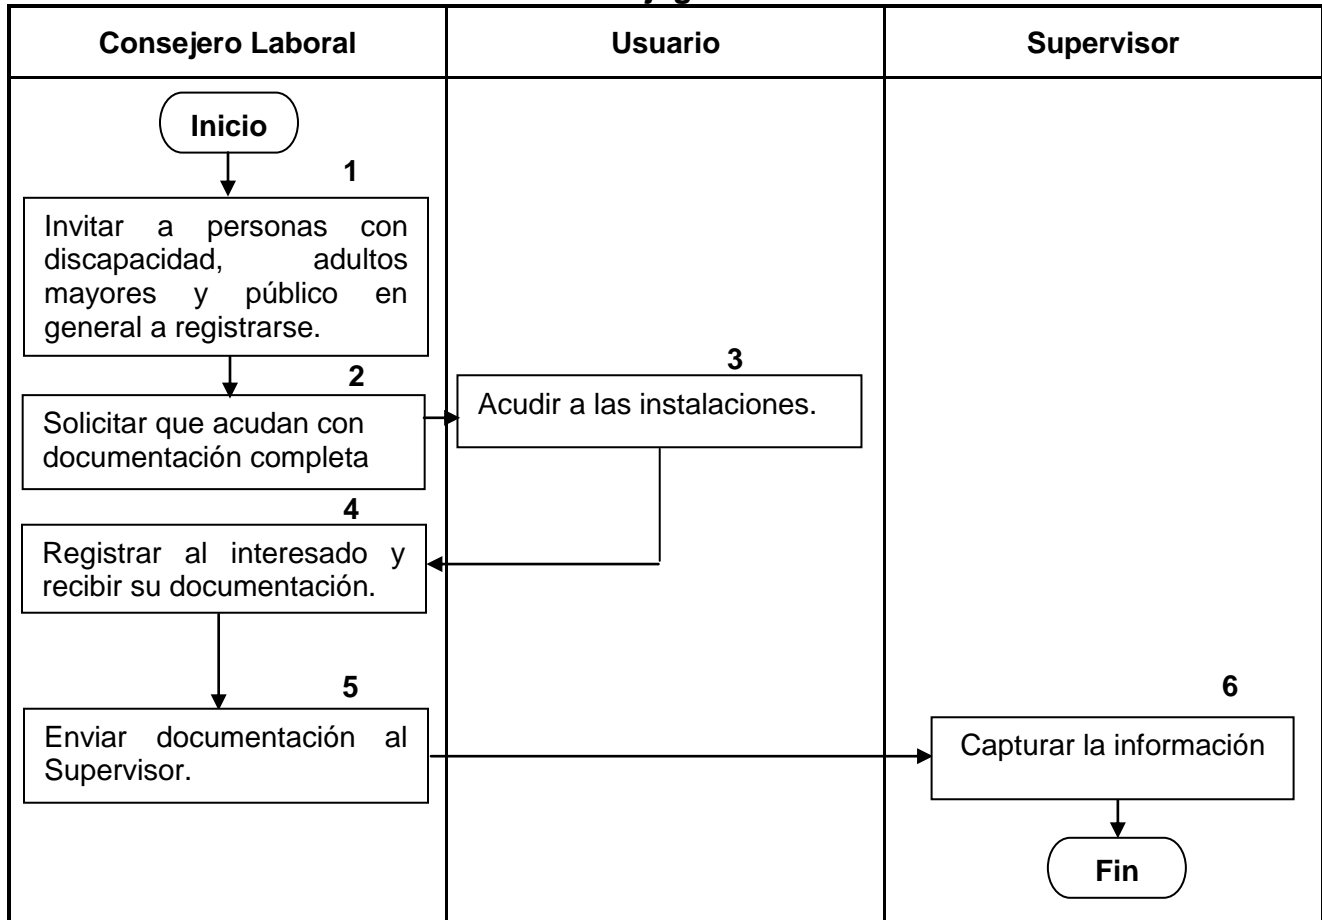 Consejero Laboral
Usuario
Supervisor
Inicio
1
Invitar a personas con
discapacidad, adultos
mayores y público en
general a registrarse.
2
Solicitar que acudan con
documentación completa
3
Acudir a las instalaciones.
4
Registrar al interesado y
recibir su documentación.
5
Enviar documentación al
Supervisor.
6
Capturar la información
Fin